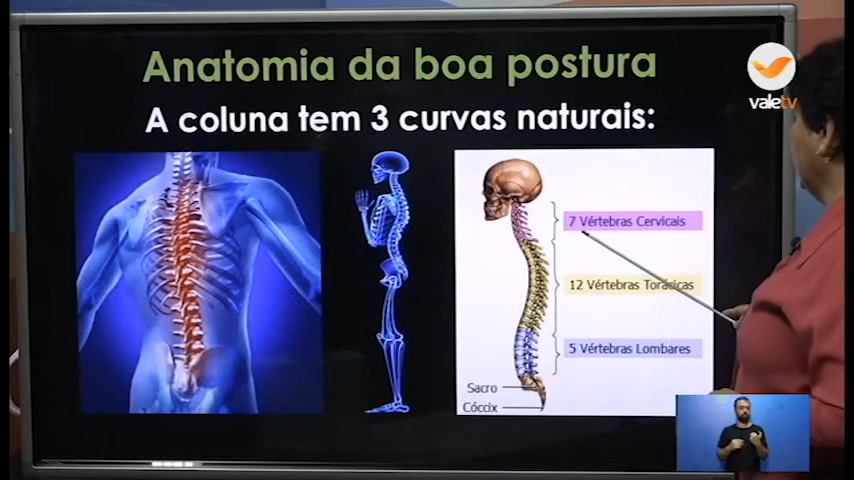 Anatomia da boa postura
A coluna tem 3 curvas naturais:
valetv
7 Vértebras Cervicais
12 Vértebras Torácicas
5 Vértebras Lombares
Sacro
Cóccix